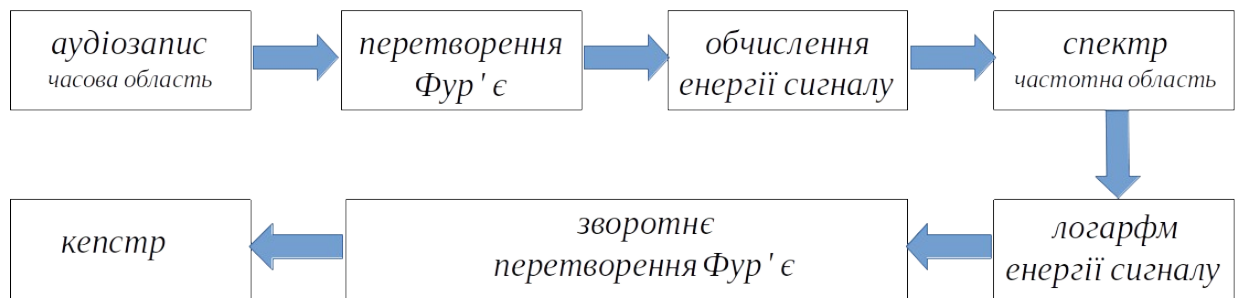 аудіозапис
часова область
перетворення
Фур ' є
обчислення
енергії сигналу
спектр
частотна область
логарфм
енергії сигналу
зворотнє
перетворення Фур ' є
кепстр